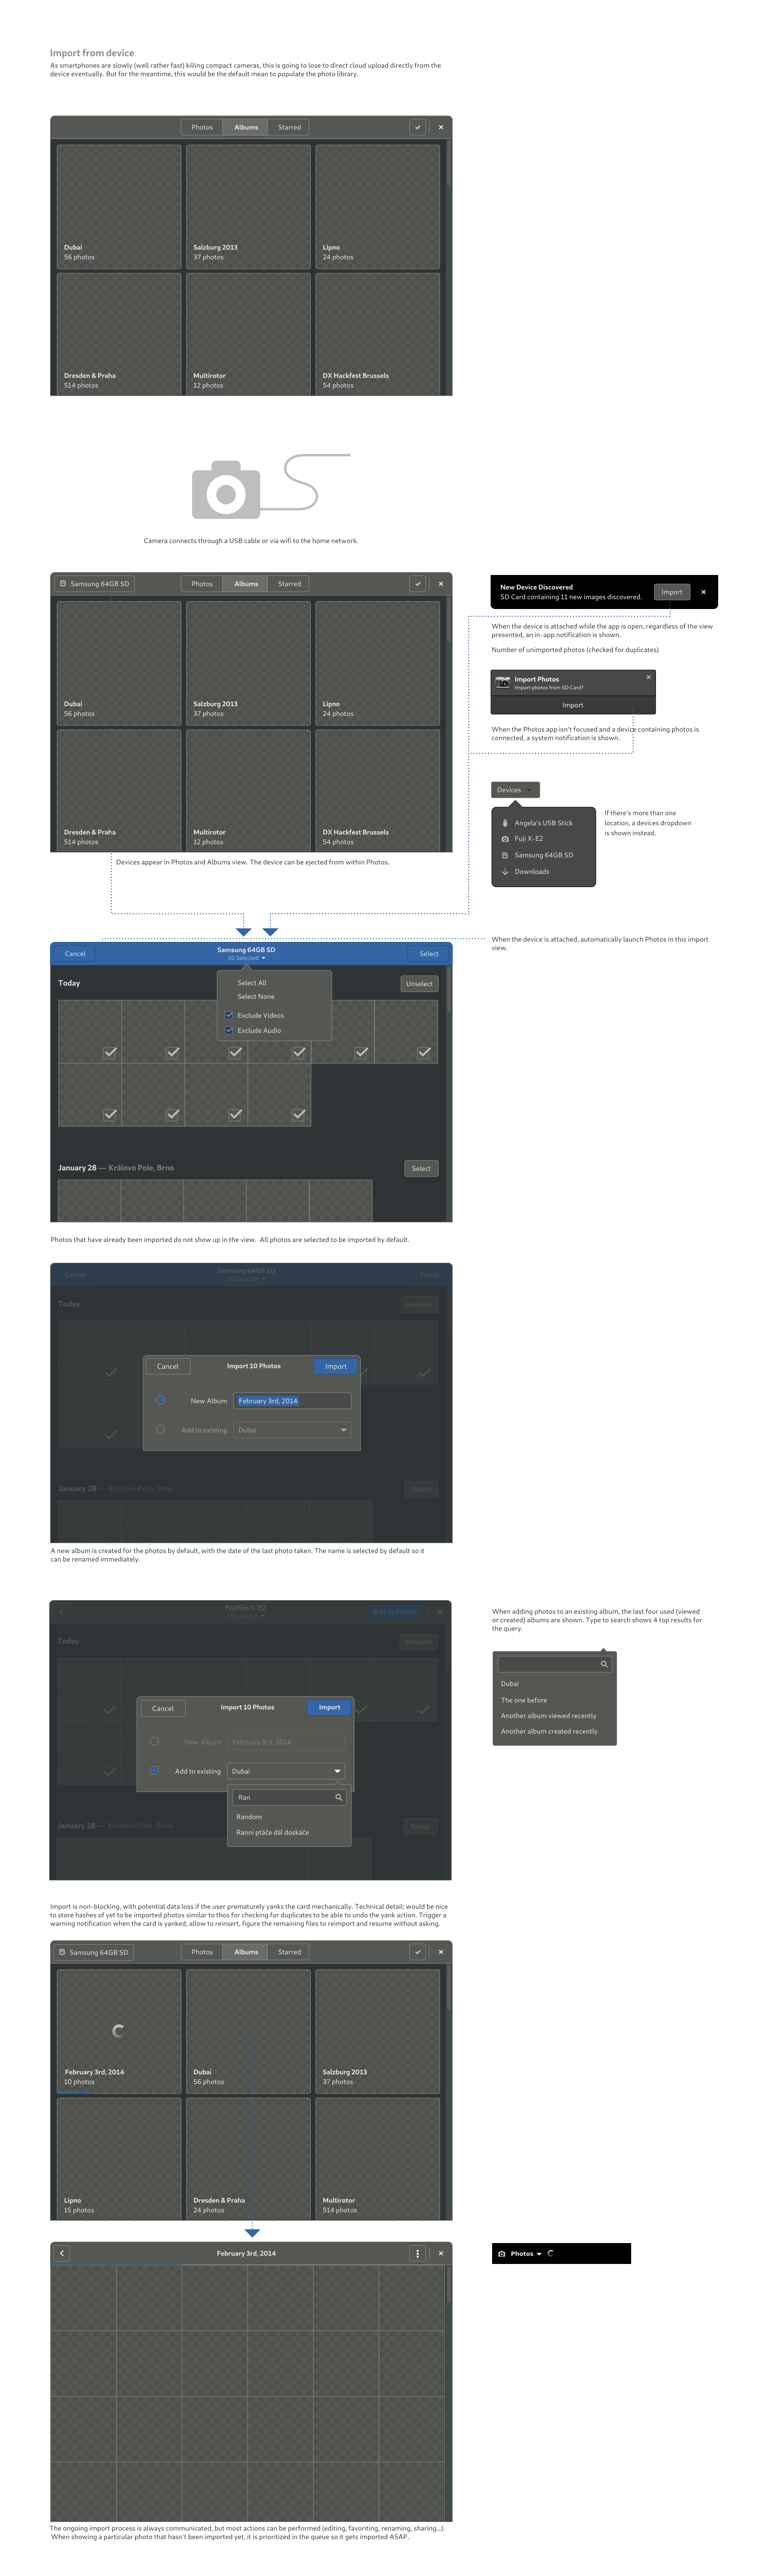 Import from device
As smartphones are slowly (well rather fast) killing compact cameras, this is going to lose to direct cloud upload directly from the
device eventually. But for the meantime, this would be the default mean to populate the photo library.
Photos Albums Starred
Dubai Salzburg 2013 Lipno
56 photos 37 photos 24 photos
Dresden & Praha Multirotor DX Hackfest Brussels
514 photos 12 photos 54 photos
Camera connects through a USB cable or via wifi to the home network.
Samsung 64GB SD Photos Albums Starred
Dubai Salzburg 2013 Lipno
56 photos 37 photos 24 photos
Dresden & Praha Multirotor DX Hackfest Brussels
514 photos 12 photos 54 photos
Devices appear in Photos and Albums view. The device can be ejected from within Photos.
New Device Discovered
SD Card containing 11 new images discovered.
Import
When the device is attached while the app is open, regardless of the view
presented, an in-app notification is shown.
Number of unimported photos (checked for duplicates)
Import Photos
Import photos from SD Card?
Import
When the Photos app isn't focused and a device containing photos is
connected, a system notification is shown.
Devices
Angela's USB Stick
Fuji X-E2
Samsung 64GB SD
Downloads
If there's more than one
location, a devices dropdown
is shown instead.
When the device is attached, automatically launch Photos in this import
view.
Cancel Samsung 64GB SD Select
10 Selected
Select All
Select None
Exclude Videos
Exclude Audio
Today Unselect
January 28 — Královo Pole, Brno Select
Photos that have already been imported do not show up in the view. All photos are selected to be imported by default.
Cancel Samsung 64GB SD Select
10 Selected
Today Unselect
Cancel Import 10 Photos Import
New Album February 3rd, 2014
Add to existing Dubai
January 28 — Královo Pole, Brno Select
A new album is created for the photos by default, with the date of the last photo taken. The name is selected by default so it
can be renamed immediately.
Fujifilm X-E2 Add to Photos
10 Selected
Today Unselect
Cancel Import 10 Photos Import
New Album February 3rd, 2014
Add to existing Dubai
Ran
Random
Ranní ptáče dál doskáče
January 28 — Královo Pole, Brno Select
When adding photos to an existing album, the last four used (viewed
or created) albums are shown. Type to search shows 4 top results for
the query.
Dubai
The one before
Another album viewed recently
Another album created recently
Import is non-blocking, with potential data loss if the user prematurely yanks the card mechanically. Technical detail: would be nice
to store hashes of yet to be imported photos similar to thos for checking for duplicates to be able to undo the yank action. Trigger a
warning notification when the card is yanked, allow to reinsert, figure the remaining files to reimport and resume without asking.
Samsung 64GB SD Photos Albums Starred
February 3rd, 2014 Dubai Salzburg 2013
10 photos 56 photos 37 photos
Lipno Dresden & Praha Multirotor
15 photos 24 photos 514 photos
February 3rd, 2014
Photos
The ongoing import process is always communicated, but most actions can be performed (editing, favoriting, renaming, sharing...).
When showing a particular photo that hasn't been imported yet, it is prioritized in the queue so it gets imported ASAP.